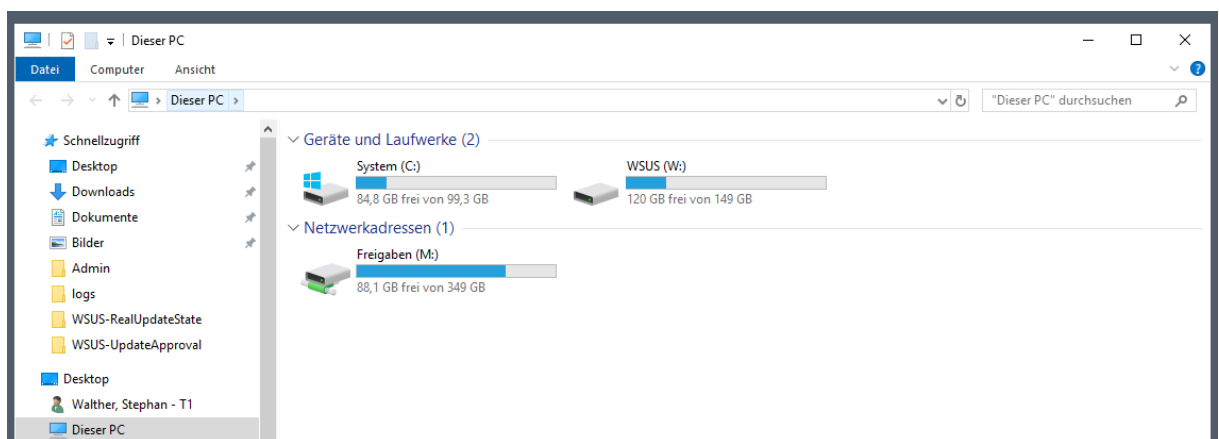 Dieser PC
Datei Computer Ansicht
Dieser PC "Dieser PC" durchsuchen
Schnellzugriff
Desktop
Downloads
Dokumente
Bilder
Admin
logs
WSUS-RealUpdateState
WSUS-UpdateApproval
Desktop
Walther, Stephan - T1
Dieser PC
Geräte und Laufwerke (2)
System (C:)
84,8 GB frei von 99,3 GB
WSUS (W:)
120 GB frei von 149 GB
Netzwerkadressen (1)
Freigaben (M:)
88,1 GB frei von 349 GB